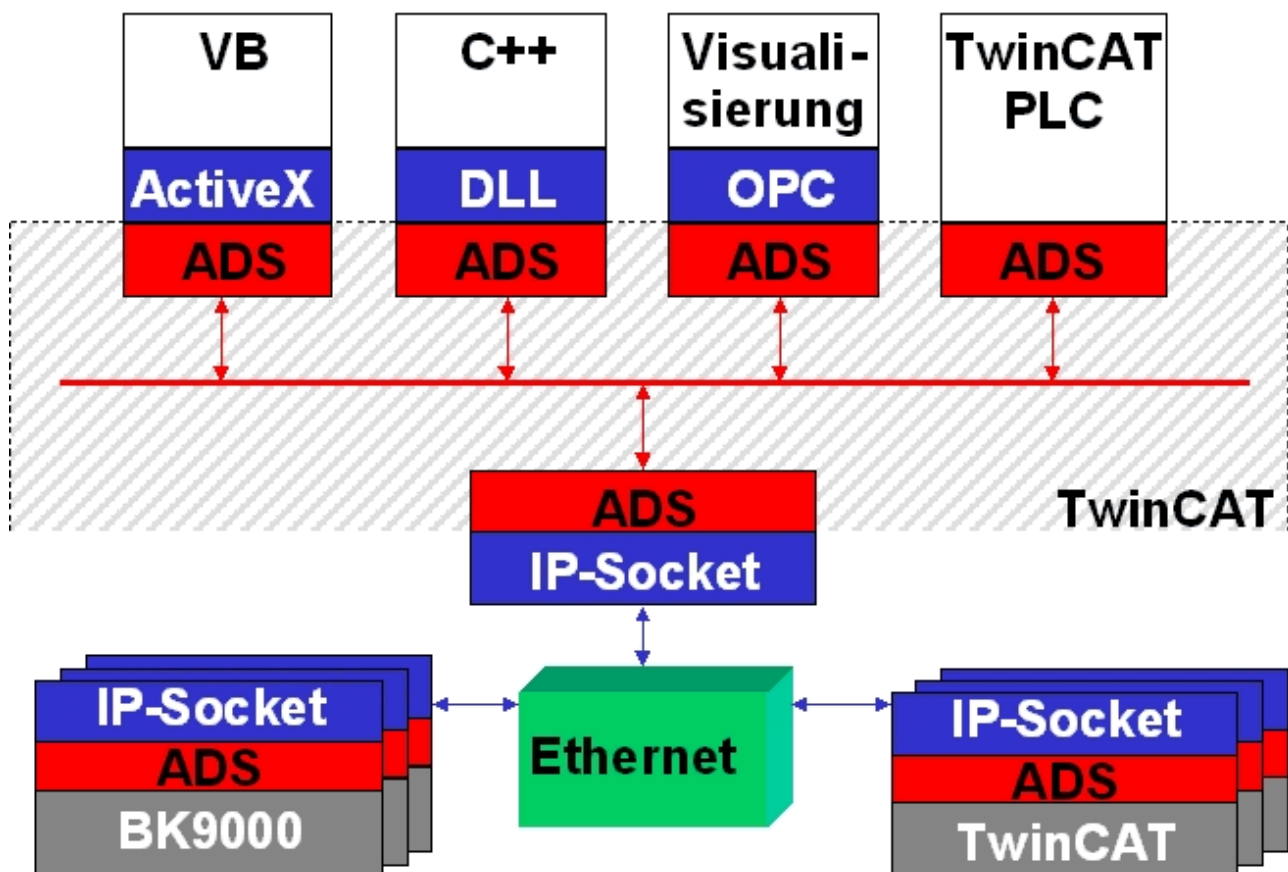 VB
ActiveX
ADS
C++
DLL
ADS
Visuali-
sierung
OPC
ADS
TwinCAT
PLC
ADS
TwinCAT
ADS
IP-Socket
Ethernet
IP-Socket
ADS
BK9000
IP-Socket
ADS
TwinCAT